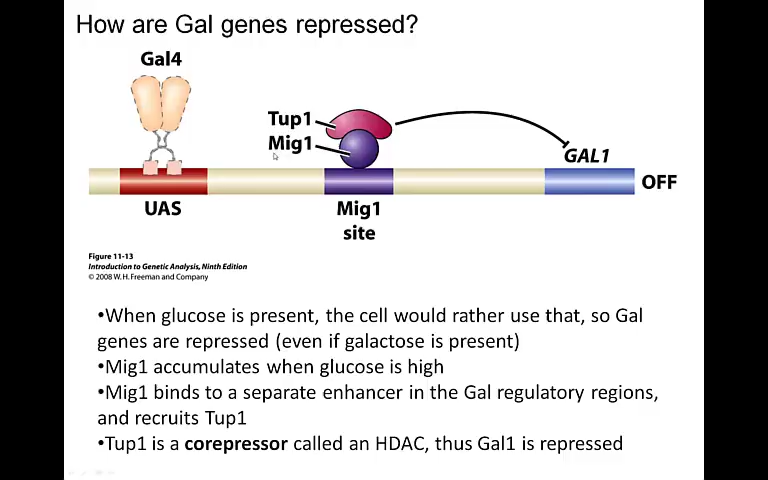 How are Gal genes repressed?
Gal4
Tup1
Mig1
GAL1
OFF
UAS
Mig1
site
Figure 11-13
Introduction to Genetic Analysis, Ninth Edition
© 2008 W. H. Freeman and Company
•When glucose is present, the cell would rather use that, so Gal
genes are repressed (even if galactose is present)
•Mig1 accumulates when glucose is high
•Mig1 binds to a separate enhancer in the Gal regulatory regions,
and recruits Tup1
•Tup1 is a corepressor called an HDAC, thus Gal1 is repressed